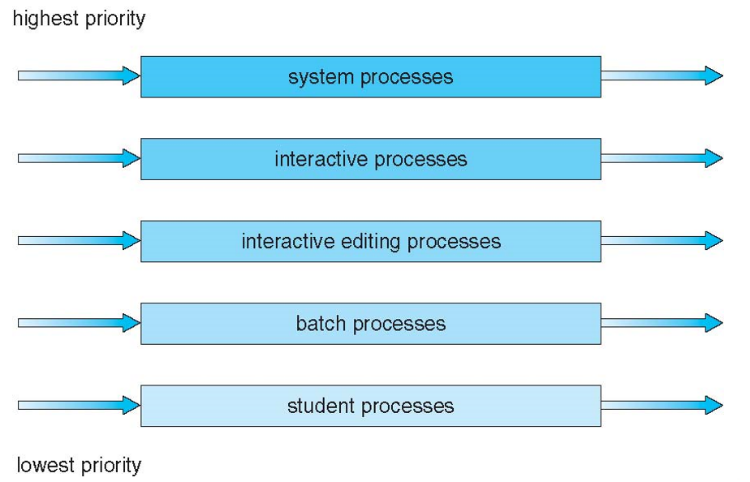 highest priority
system processes
interactive processes
interactive editing processes
batch processes
student processes
lowest priority